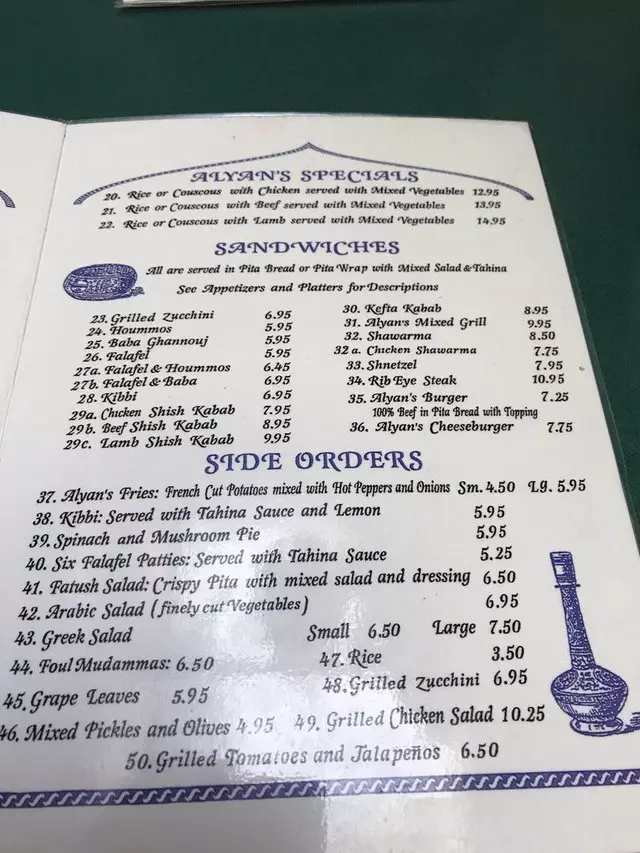 ALYAN'S SPECIALS
20. Rice or Couscous with Chicken served with Mixed Vegetables 12.95
21. Rice or Couscous with Beef served with Mixed Vegetables 13.95
22. Rice or Couscous with Lamb served with Mixed Vegetables 14.95
SANDWICHES
All are served in Pita Bread or Pita Wrap with Mixed Salad & Tahina
See Appetizers and Platters for Descriptions
23. Grilled Zucchini 6.95
24. Hoummos 5.95
25. Baba Ghannouj 5.95
26. Falafel 5.95
27a. Falafel & Hoummos 6.45
27b. Falafel & Baba 6.95
28. Kibbi 6.95
29a. Chicken Shish Kabab 7.95
29b. Beef Shish Kabab 8.95
29c. Lamb Shish Kabab 9.95
30. Kefta Kabab 8.95
31. Alyan's Mixed Grill 9.95
32. Shawarma 8.50
32a. Chicken Shawarma 7.75
33. Shnetzel 7.95
34. Rib Eye Steak 10.95
35. Alyan's Burger 7.25
100% Beef in Pita Bread with Topping
36. Alyan's Cheeseburger 7.75
SIDE ORDERS
37. Alyan's Fries: French Cut Potatoes mixed with Hot Peppers and Onions Sm. 4.50 Lg. 5.95
38. Kibbi: Served with Tahina Sauce and Lemon 5.95
39. Spinach and Mushroom Pie 5.95
40. Six Falafel Patties: Served with Tahina Sauce 5.25
41. Fatush Salad: Crispy Pita with mixed salad and dressing 6.50
42. Arabic Salad (finely cut Vegetables) 6.95
43. Greek Salad Small 6.50 Large 7.50
44. Foul Mudammas: 6.50 47. Rice 3.50
45. Grape Leaves 5.95 48. Grilled Zucchini 6.95
46. Mixed Pickles and Olives 4.95 49. Grilled Chicken Salad 10.25
50. Grilled Tomatoes and Jalapeños 6.50